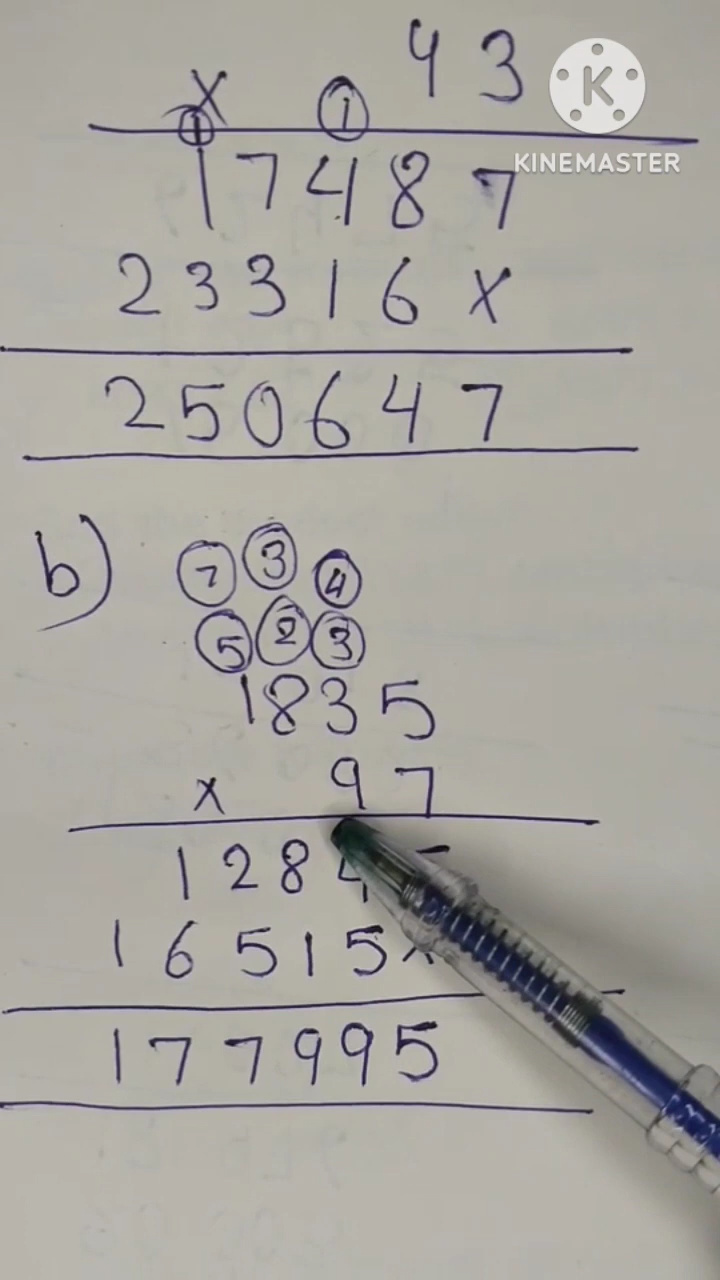 43
K
KINEMASTER
x ① ①
17487
23316x
250647
b)
⑦ ③ ④
⑤ ② ③
1835
x 97
1284
16515x
177995